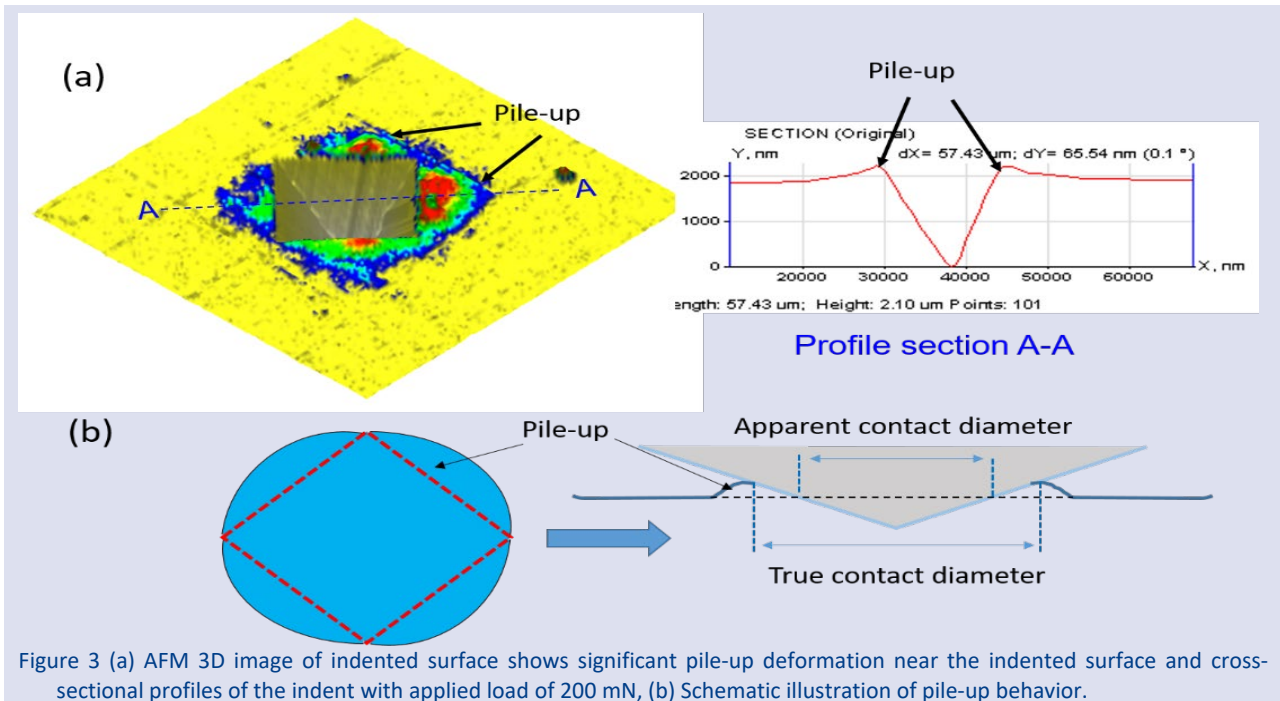 (a)
Pile-up
A
A
Pile-up
SECTION (Original)
Y, nm
dX= 57.43 um; dY= 65.54 nm (0.1 °)
2000
1000
0
20000 30000 40000 50000 60000
X, nm
ength: 57.43 um; Height: 2.10 um Points: 101
Profile section A-A
(b)
Pile-up
Apparent contact diameter
True contact diameter
Figure 3 (a) AFM 3D image of indented surface shows significant pile-up deformation near the indented surface and cross-
sectional profiles of the indent with applied load of 200 mN, (b) Schematic illustration of pile-up behavior.